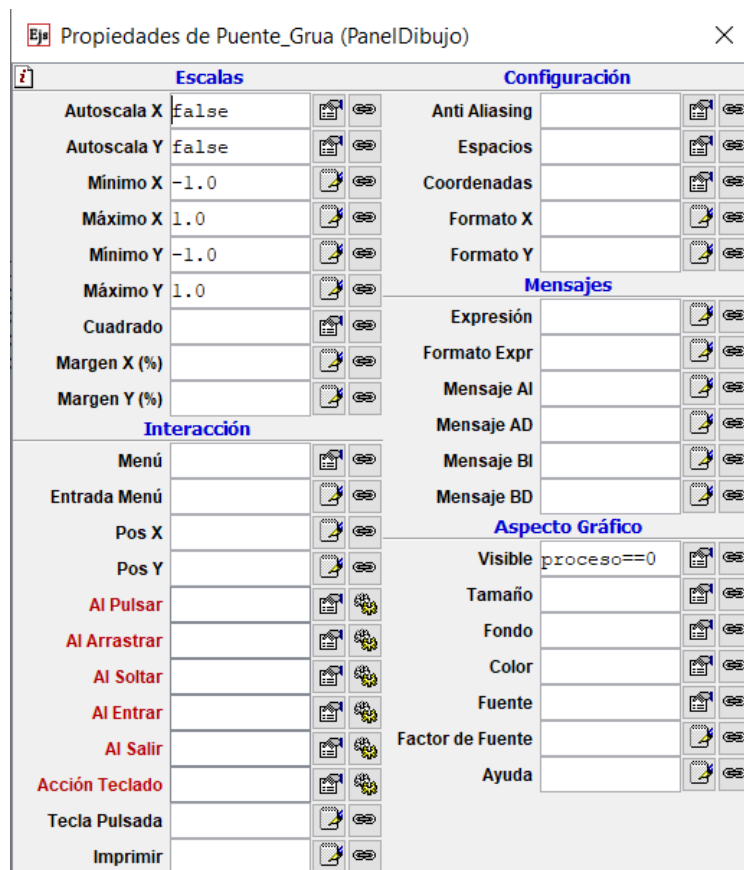 Ejs Propiedades de Puente_Grua (PanelDibujo)
Escalas
Autoscala X false
Autoscala Y false
Mínimo X -1.0
Máximo X 1.0
Mínimo Y -1.0
Máximo Y 1.0
Cuadrado
Margen X (%)
Margen Y (%)
Interacción
Menú
Entrada Menú
Pos X
Pos Y
Al Pulsar
Al Arrastrar
Al Soltar
Al Entrar
Al Salir
Acción Teclado
Tecla Pulsada
Imprimir
Configuración
Anti Aliasing
Espacios
Coordenadas
Formato X
Formato Y
Mensajes
Expresión
Formato Expr
Mensaje AI
Mensaje AD
Mensaje BI
Mensaje BD
Aspecto Gráfico
Visible proceso==0
Tamaño
Fondo
Color
Fuente
Factor de Fuente
Ayuda